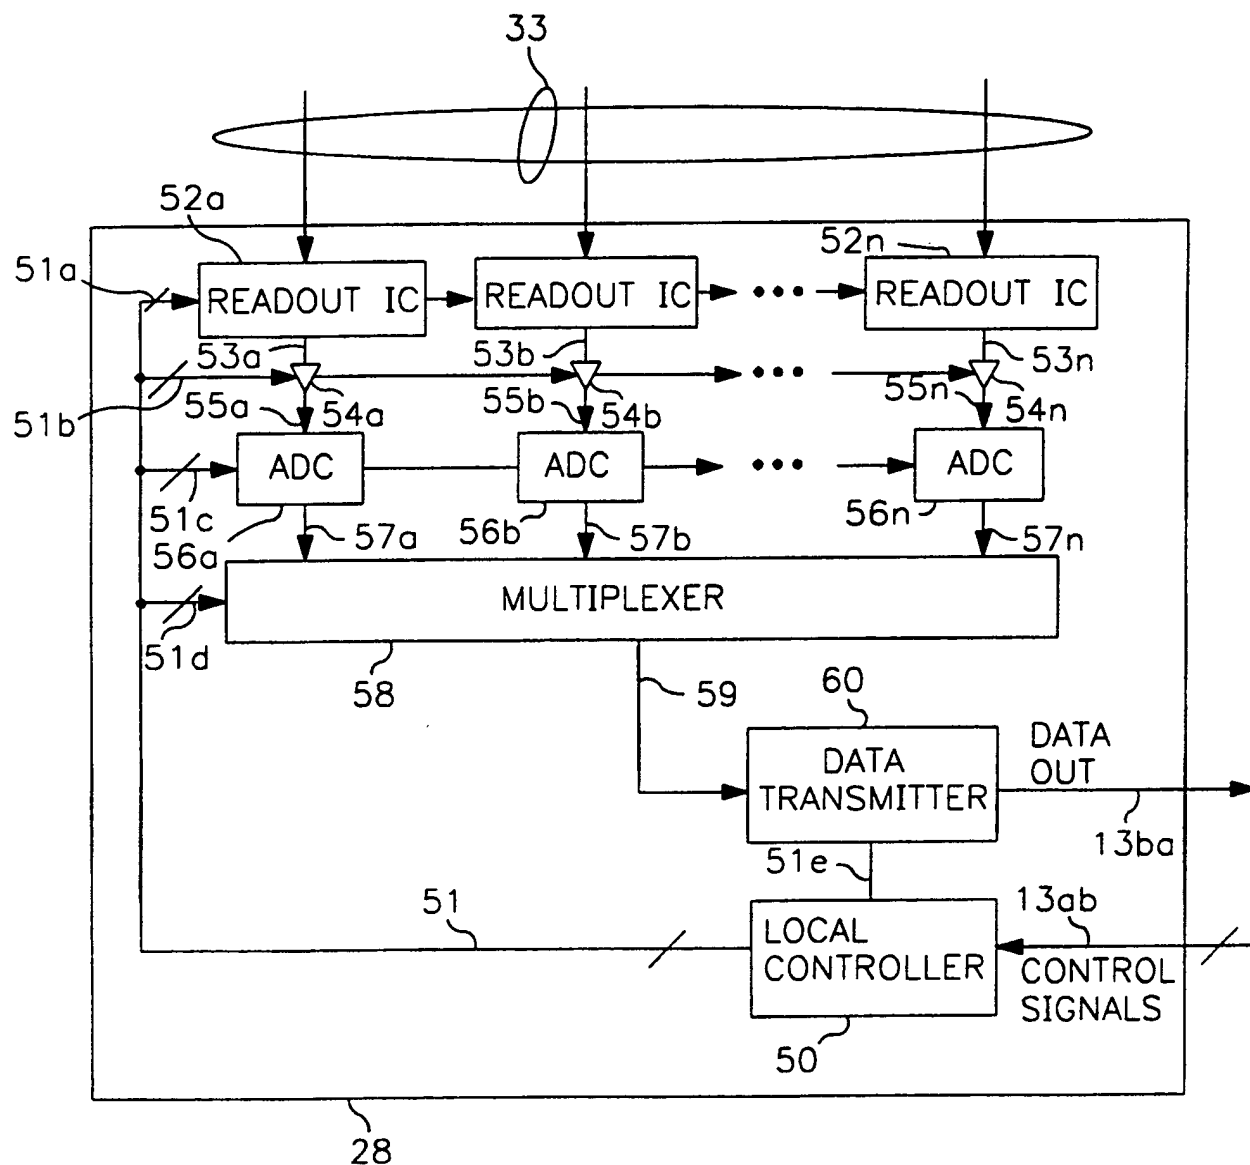 33
52a
52n
51a
READOUT IC
READOUT IC
•••
READOUT IC
53a
53b
53n
•••
51b
55a
54a
55b
54b
55n
54n
ADC
ADC
•••
ADC
51c
56a
57a
56b
57b
56n
57n
MULTIPLEXER
51d
58
59
60
DATA
TRANSMITTER
DATA
OUT
13ba
51e
51
13ab
LOCAL
CONTROLLER
CONTROL
SIGNALS
50
28